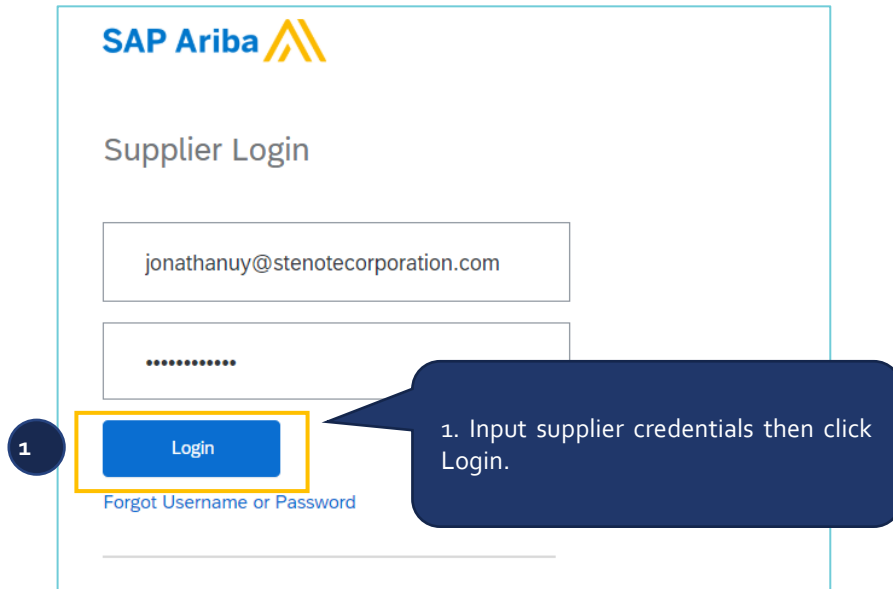 SAP Ariba
Supplier Login
jonathanuy@stenotecorporation.com
••••••••••••
1
Login
1. Input supplier credentials then click
Login.
Forgot Username or Password